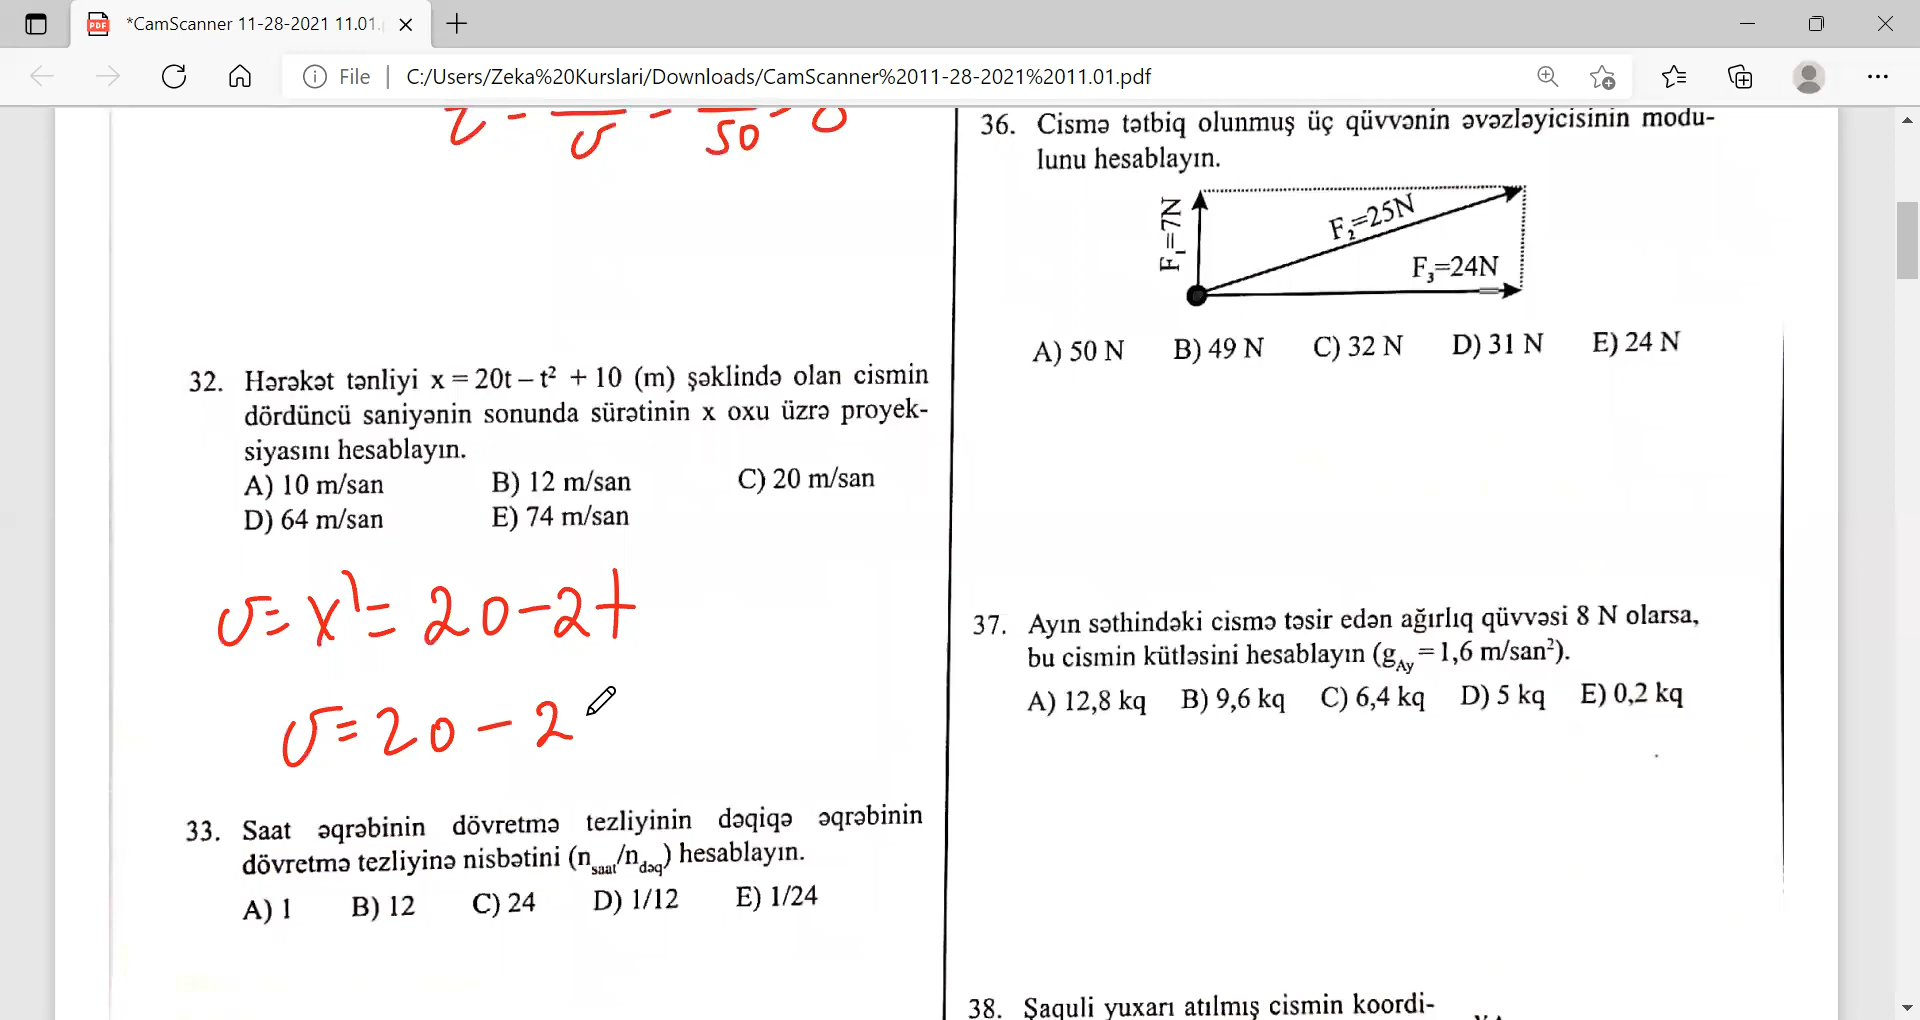 *CamScanner 11-28-2021 11.01.
File | C:/Users/Zeka%20Kurslari/Downloads/CamScanner%2011-28-2021%2011.01.pdf
50
32. Hərəkət tənliyi x = 20t – t² + 10 (m) şəklində olan cismin
dördüncü saniyənin sonunda sürətinin x oxu üzrə proyek-
siyasını hesablayın.
A) 10 m/san B) 12 m/san C) 20 m/san
D) 64 m/san E) 74 m/san
υ = x' = 20 - 2t
υ = 20 - 2
33. Saat əqrəbinin dövretmə tezliyinin dəqiqə əqrəbinin
dövretmə tezliyinə nisbətini (n saat/n dəq) hesablayın.
A) 1 B) 12 C) 24 D) 1/12 E) 1/24
36. Cismə tətbiq olunmuş üç qüvvənin əvəzləyicisinin modu-
lunu hesablayın.
F₁=7N
F₂=25N
F₃=24N
A) 50 N B) 49 N C) 32 N D) 31 N E) 24 N
37. Ayın səthindəki cismə təsir edən ağırlıq qüvvəsi 8 N olarsa,
bu cismin kütləsini hesablayın (g Ay = 1,6 m/san²).
A) 12,8 kq B) 9,6 kq C) 6,4 kq D) 5 kq E) 0,2 kq
38. Şaquli yuxarı atılmış cismin koordi-